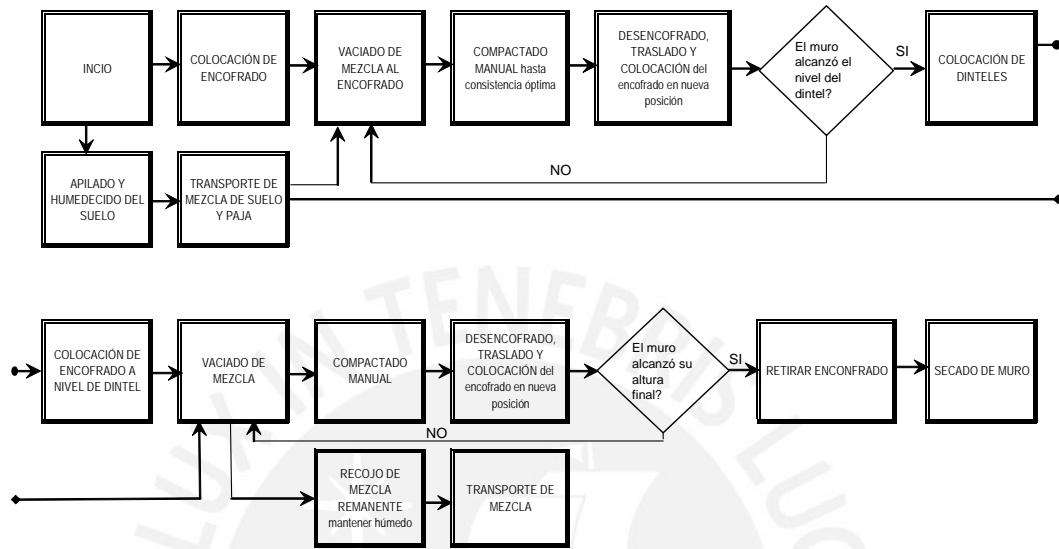 INCIO
COLOCACIÓN DE
ENCOFRADO
VACIADO DE
MEZCLA AL
ENCOFRADO
COMPACTADO
MANUAL hasta
consistencia óptima
DESENCOFRADO,
TRASLADO Y
COLOCACIÓN del
encofrado en nueva
posición
El muro
alcanzó el
nivel del
dintel?
SI
COLOCACIÓN DE
DINTELES
NO
APILADO Y
HUMEDECIDO DEL
SUELO
TRANSPORTE DE
MEZCLA DE SUELO
Y PAJA
COLOCACIÓN DE
ENCOFRADO A
NIVEL DE DINTEL
VACIADO DE
MEZCLA
COMPACTADO
MANUAL
DESENCOFRADO,
TRASLADO Y
COLOCACIÓN del
encofrado en nueva
posición
El muro
alcanzó su
altura
final?
SI
RETIRAR ENCONFRADO
SECADO DE MURO
NO
RECOJO DE
MEZCLA
REMANENTE
mantener húmedo
TRANSPORTE DE
MEZCLA
LUX IN TENEBRIS LUC